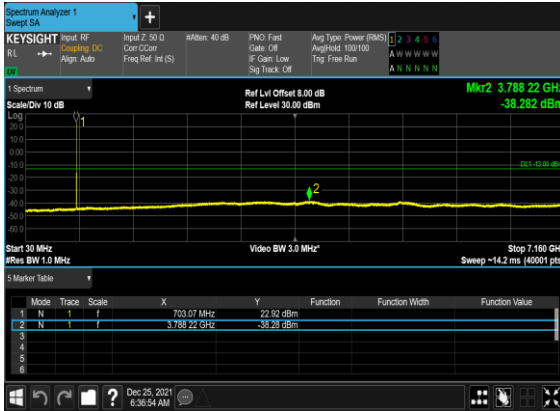 Spectrum Analyzer 1
Swept SA
+
KEYSIGHT Input: RF Input Z: 50 Ω #Atten: 40 dB PNO: Fast Avg Type: Power (RMS) 1 2 3 4 5 6
RL Coupling: DC Corr CCorr Gate: Off Avg|Hold: 100/100 A W W W W W
Align: Auto Freq Ref: Int (S) IF Gain: Low Trig: Free Run
Sig Track: Off A N N N N N
1 Spectrum Ref Lvl Offset 8.00 dB Mkr2 3.788 22 GHz
Scale/Div 10 dB Ref Level 30.00 dBm -38.282 dBm
Log
1
20.0
10.0
0.00
-10.0
DL1 -13.00 dBm
-20.0
-30.0
2
-40.0
-50.0
-60.0
Start 30 MHz Video BW 3.0 MHz* Stop 7.160 GH
#Res BW 1.0 MHz Sweep ~14.2 ms (40001 pts
5 Marker Table
Mode Trace Scale X Y Function Function Width Function Value
1 N 1 f 703.07 MHz 22.92 dBm
2 N 1 f 3.788 22 GHz -38.28 dBm
3
4
5
6
? Dec 25, 2021
6:36:54 AM